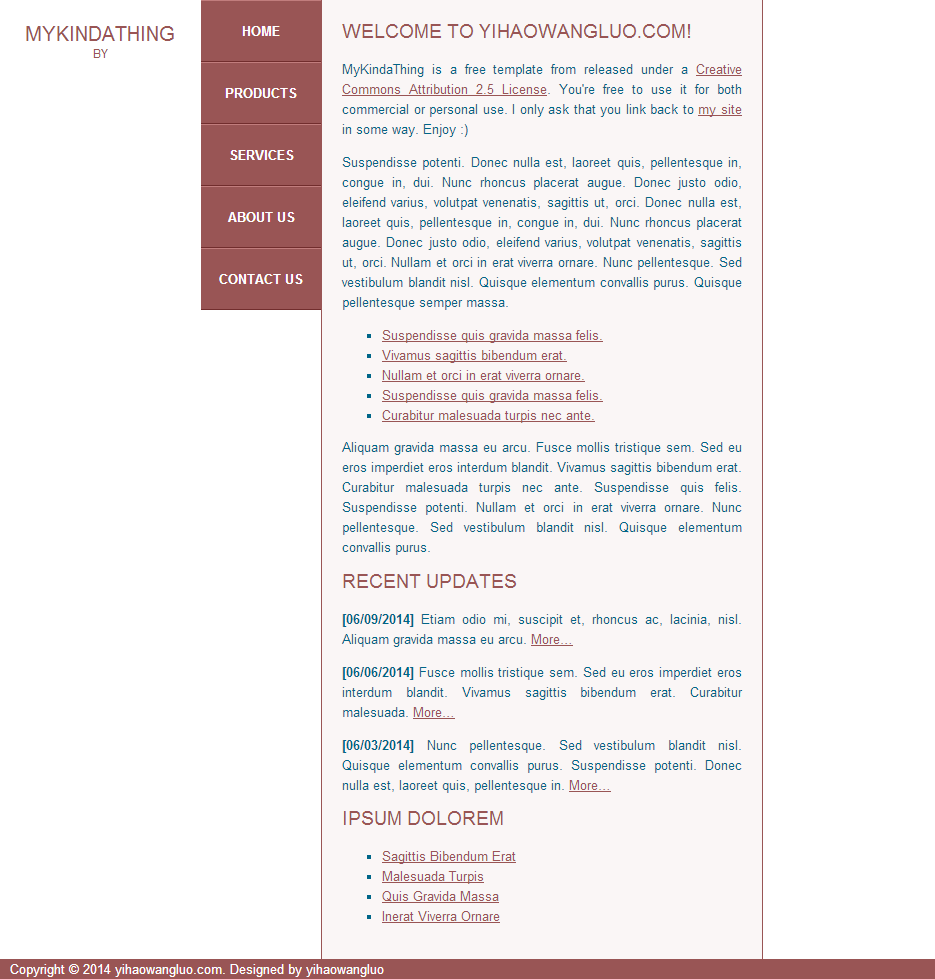 MYKINDATHING
BY
HOME
PRODUCTS
SERVICES
ABOUT US
CONTACT US
WELCOME TO YIHAOWANGLUO.COM!
MyKindaThing is a free template from released under a Creative
Commons Attribution 2.5 License. You're free to use it for both
commercial or personal use. I only ask that you link back to my site
in some way. Enjoy :)
Suspendisse potenti. Donec nulla est, laoreet quis, pellentesque in,
congue in, dui. Nunc rhoncus placerat augue. Donec justo odio,
eleifend varius, volutpat venenatis, sagittis ut, orci. Donec nulla est,
laoreet quis, pellentesque in, congue in, dui. Nunc rhoncus placerat
augue. Donec justo odio, eleifend varius, volutpat venenatis, sagittis
ut, orci. Nullam et orci in erat viverra ornare. Nunc pellentesque. Sed
vestibulum blandit nisl. Quisque elementum convallis purus. Quisque
pellentesque semper massa.
Suspendisse quis gravida massa felis.
Vivamus sagittis bibendum erat.
Nullam et orci in erat viverra ornare.
Suspendisse quis gravida massa felis.
Curabitur malesuada turpis nec ante.
Aliquam gravida massa eu arcu. Fusce mollis tristique sem. Sed eu
eros imperdiet eros interdum blandit. Vivamus sagittis bibendum erat.
Curabitur malesuada turpis nec ante. Suspendisse quis felis.
Suspendisse potenti. Nullam et orci in erat viverra ornare. Nunc
pellentesque. Sed vestibulum blandit nisl. Quisque elementum
convallis purus.
RECENT UPDATES
[06/09/2014] Etiam odio mi, suscipit et, rhoncus ac, lacinia, nisl.
Aliquam gravida massa eu arcu. More...
[06/06/2014] Fusce mollis tristique sem. Sed eu eros imperdiet eros
interdum blandit. Vivamus sagittis bibendum erat. Curabitur
malesuada. More...
[06/03/2014] Nunc pellentesque. Sed vestibulum blandit nisl.
Quisque elementum convallis purus. Suspendisse potenti. Donec
nulla est, laoreet quis, pellentesque in. More...
IPSUM DOLOREM
Sagittis Bibendum Erat
Malesuada Turpis
Quis Gravida Massa
Inerat Viverra Ornare
Copyright © 2014 yihaowangluo.com. Designed by yihaowangluo